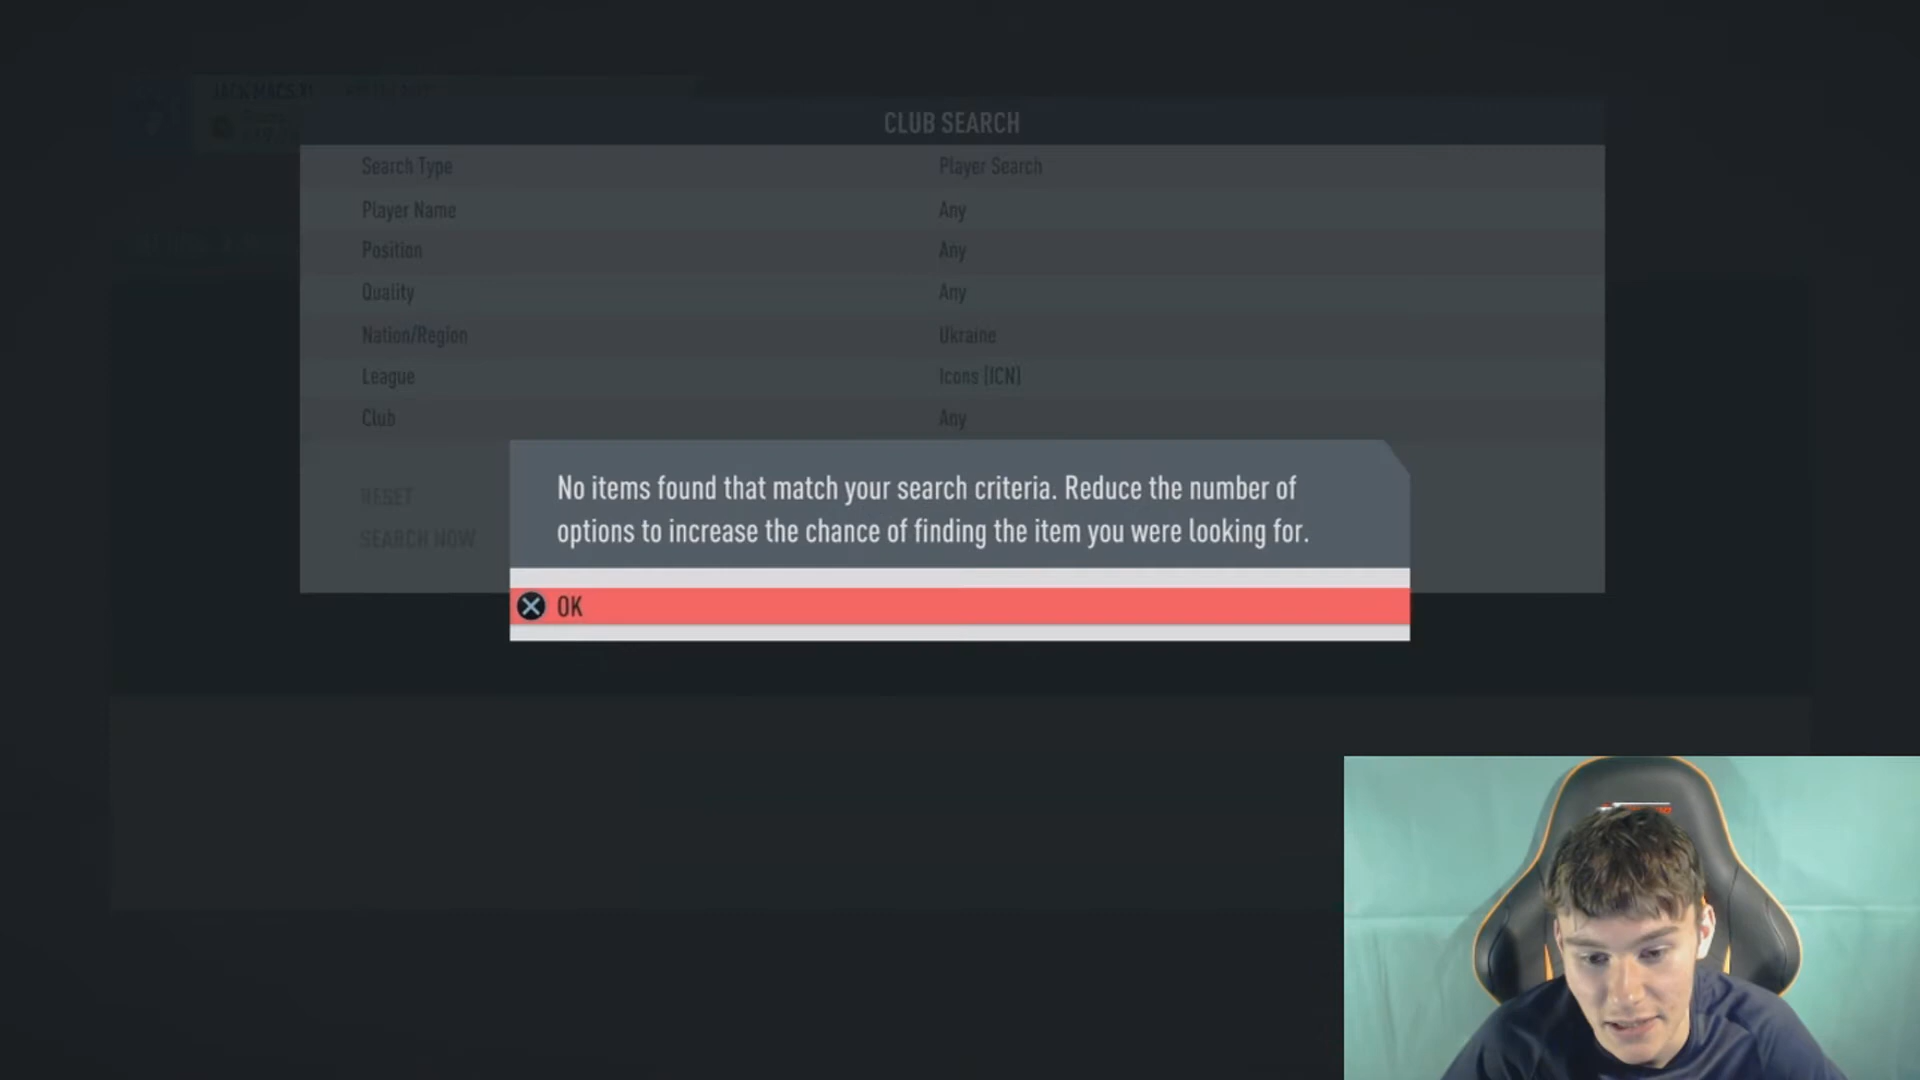 CLUB SEARCH
Search Type Player Search
Player Name Any
Position Any
Quality Any
Nation/Region Ukraine
League Icons (ICN)
Club Any
RESET
SEARCH NOW
No items found that match your search criteria. Reduce the number of
options to increase the chance of finding the item you were looking for.
OK